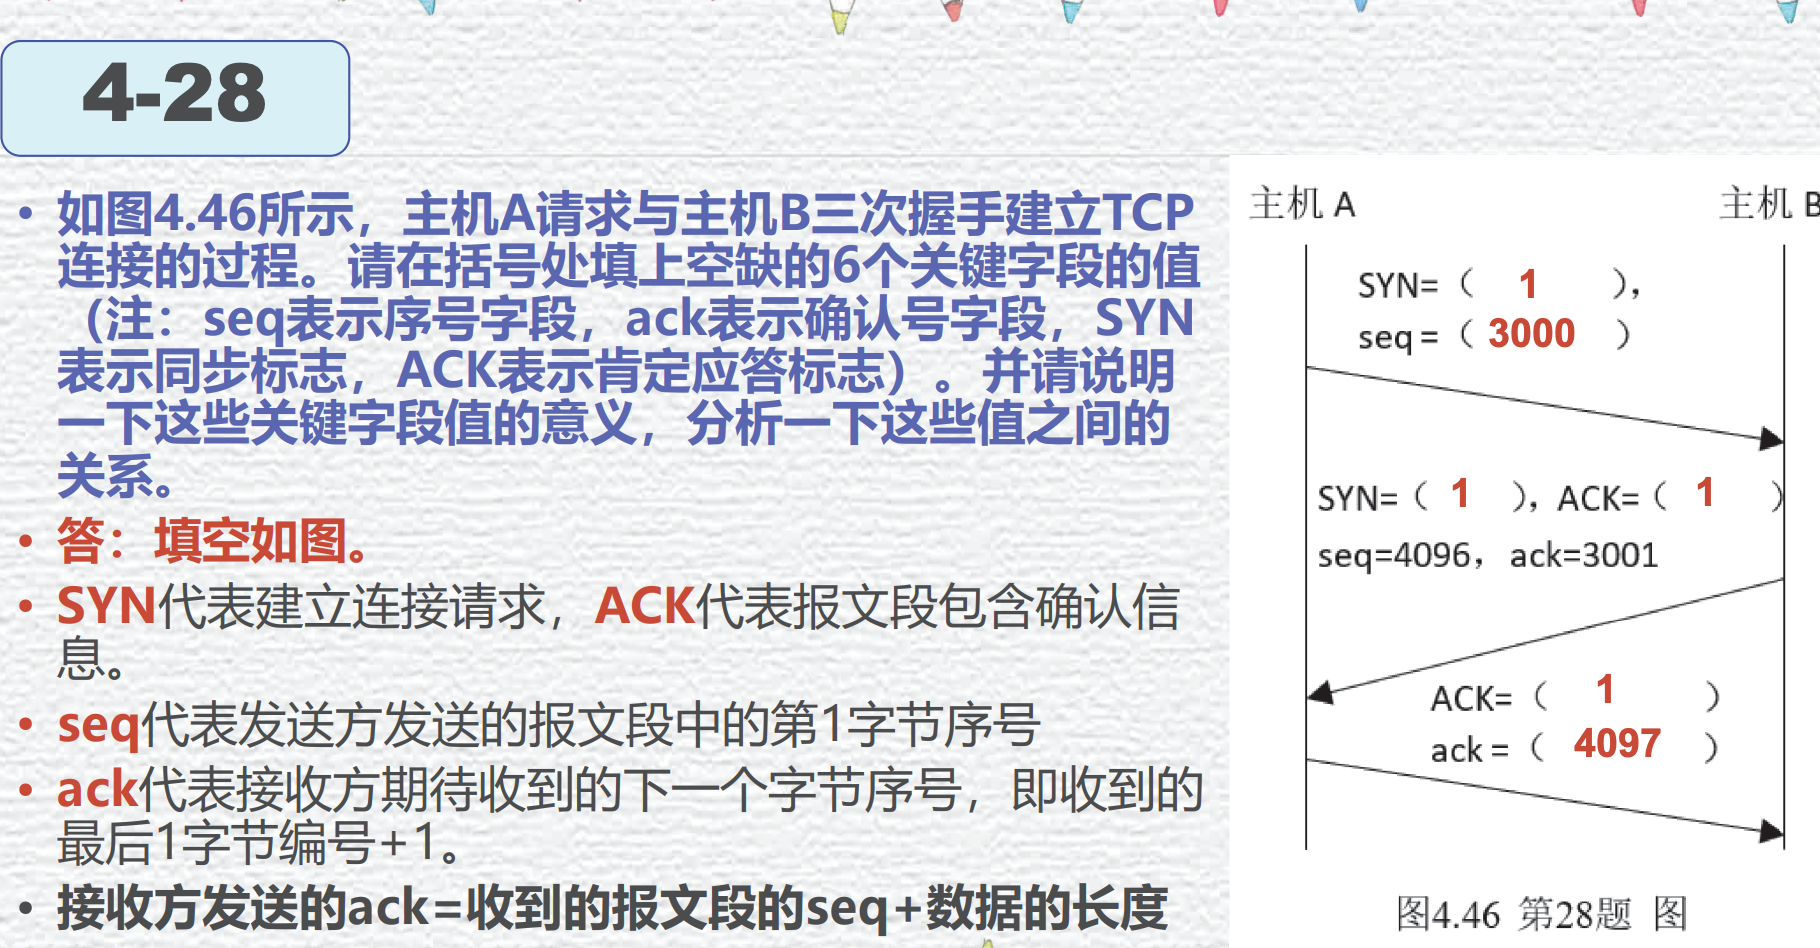 4-28
• 如图4.46所示，主机A请求与主机B三次握手建立TCP
连接的过程。请在括号处填上空缺的6个关键字段的值
（注：seq表示序号字段，ack表示确认号字段，SYN
表示同步标志，ACK表示肯定应答标志）。并请说明
一下这些关键字段值的意义，分析一下这些值之间的
关系。
• 答：填空如图。
• SYN代表建立连接请求，ACK代表报文段包含确认信
息。
• seq代表发送方发送的报文段中的第1字节序号
• ack代表接收方期待收到的下一个字节序号，即收到的
最后1字节编号+1。
• 接收方发送的ack=收到的报文段的seq+数据的长度
主机 A 主机 B
SYN=（ 1 ），
seq =（ 3000 ）
SYN=（ 1 ），ACK=（ 1 ）
seq=4096，ack=3001
ACK=（ 1 ）
ack =（ 4097 ）
图4.46 第28题 图